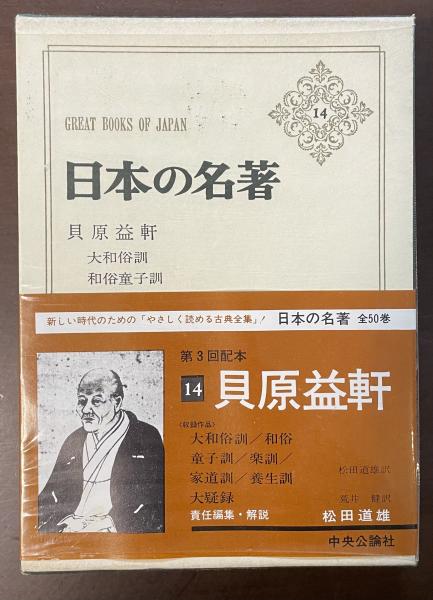 14
GREAT BOOKS OF JAPAN
日本の名著
貝原益軒
大和俗訓
和俗童子訓
新しい時代のための「やさしく読める古典全集」! 日本の名著 全50巻
第3回配本
14 貝原益軒
〈収録作品〉
大和俗訓/和俗
童子訓/楽訓/
家道訓/養生訓
大疑録
松田道雄訳
荒井 健訳
責任編集・解説 松田道雄
中央公論社